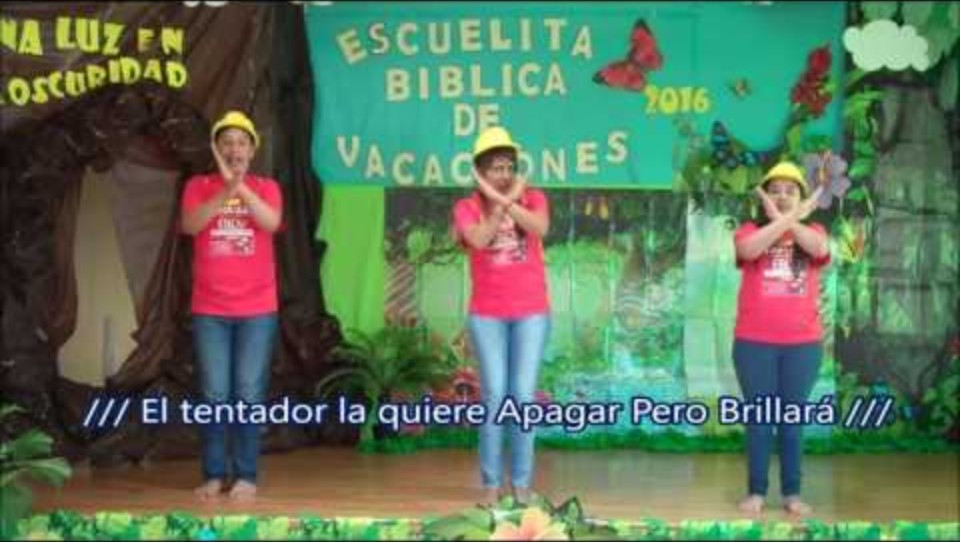 NA LUZ EN
OSCURIDAD
ESCUELITA
BIBLICA
DE
VACACIONES
2016
/// El tentador la quiere Apagar Pero Brillará ///